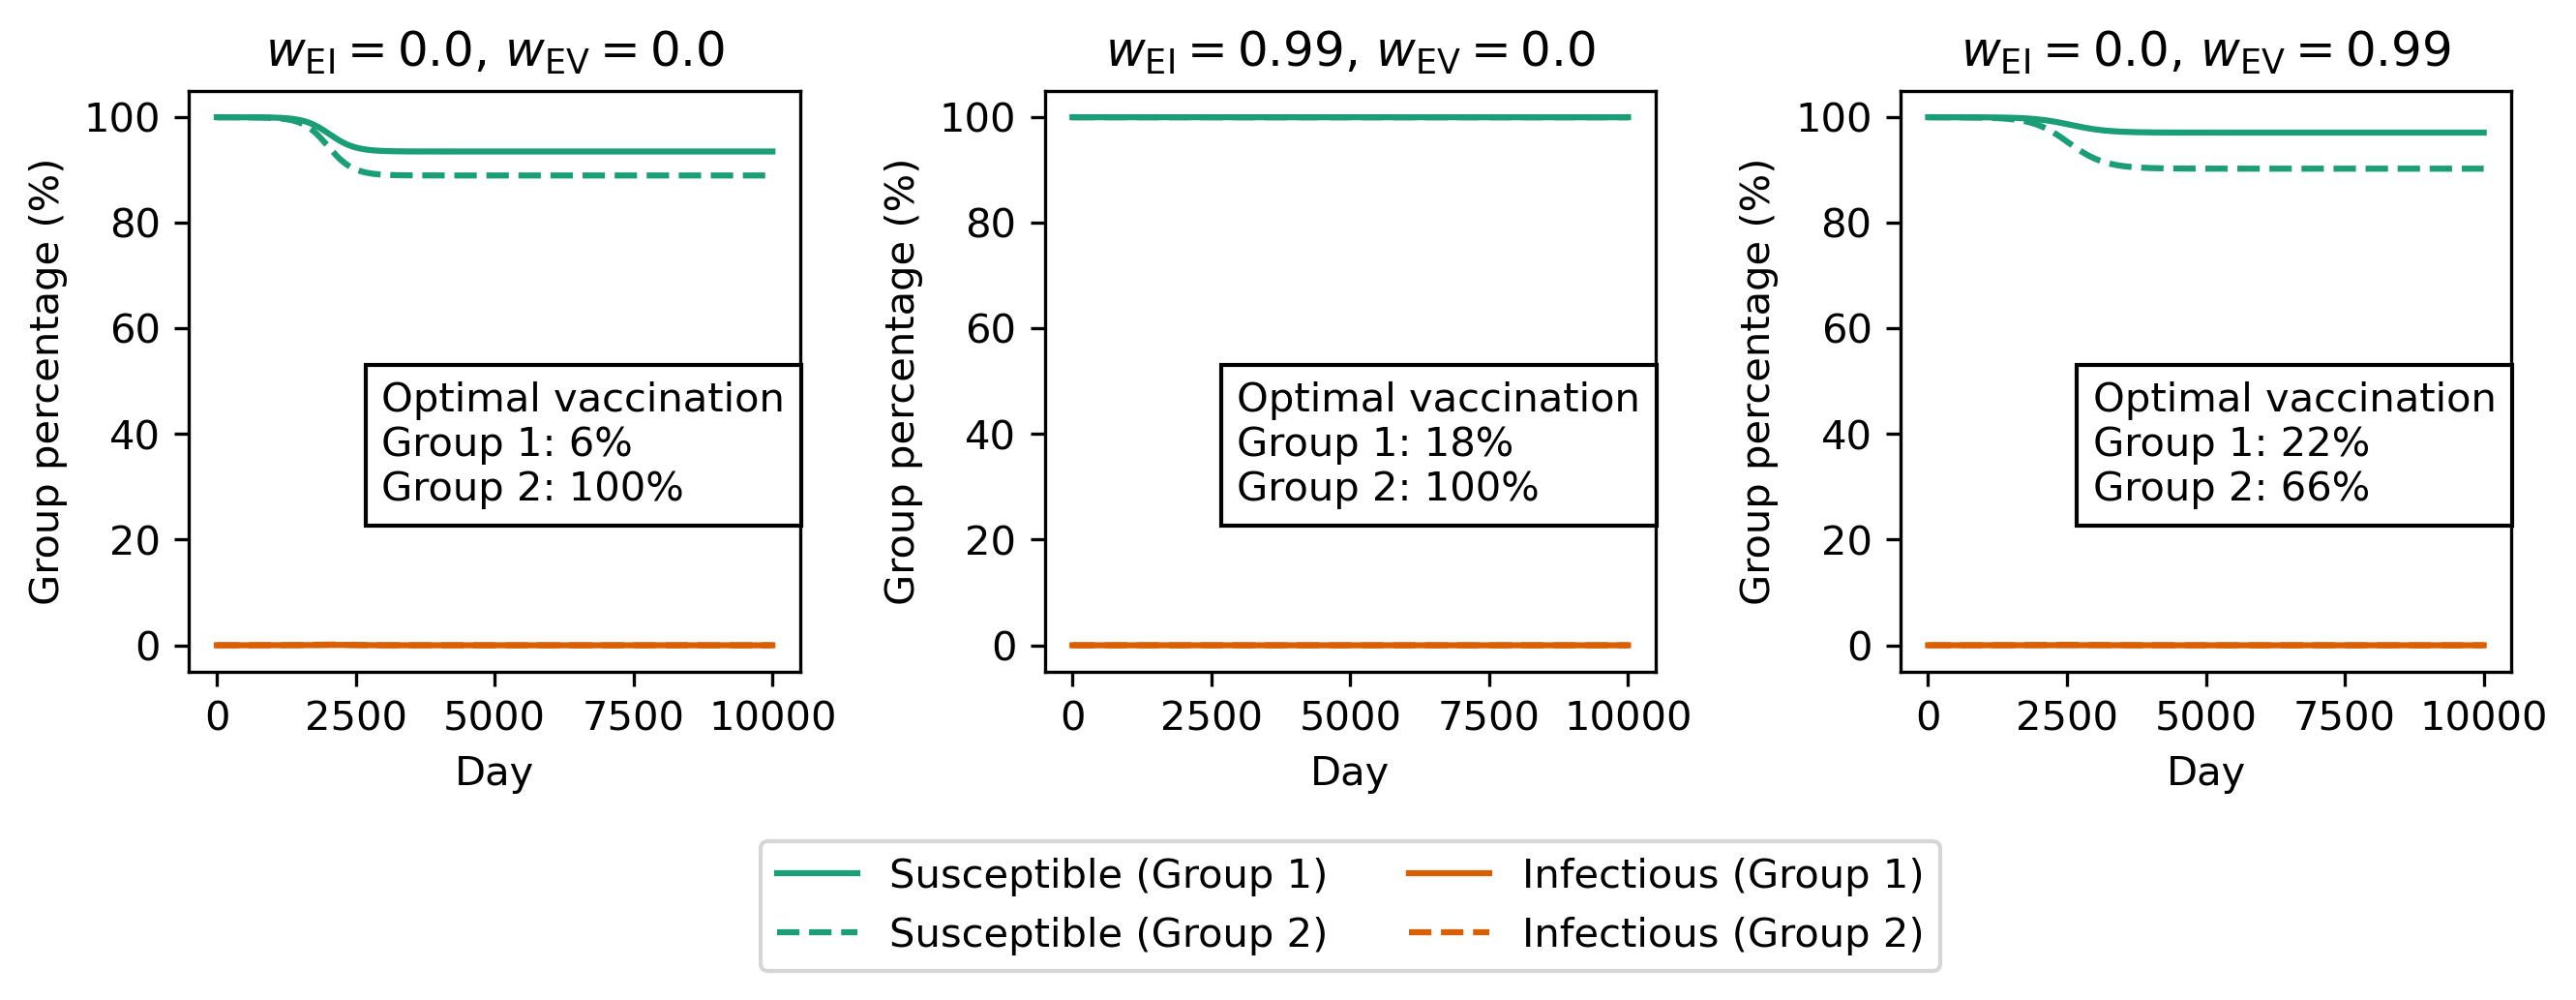 w_EI = 0.0, w_EV = 0.0
Group percentage (%)
100
80
60
40
20
0
Optimal vaccination
Group 1: 6%
Group 2: 100%
0 2500 5000 7500 10000
Day
w_EI = 0.99, w_EV = 0.0
Group percentage (%)
100
80
60
40
20
0
Optimal vaccination
Group 1: 18%
Group 2: 100%
0 2500 5000 7500 10000
Day
w_EI = 0.0, w_EV = 0.99
Group percentage (%)
100
80
60
40
20
0
Optimal vaccination
Group 1: 22%
Group 2: 66%
0 2500 5000 7500 10000
Day
Susceptible (Group 1)
Susceptible (Group 2)
Infectious (Group 1)
Infectious (Group 2)